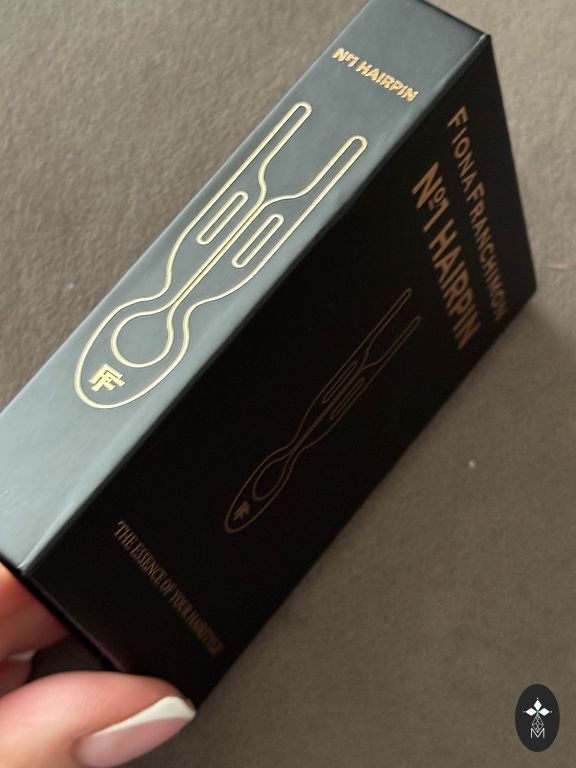 Nº1 HAIRPIN
FF
FIONA FRANCHIMON
Nº1 HAIRPIN
FF
THE ESSENCE OF YOUR HAIRSTYLE
M